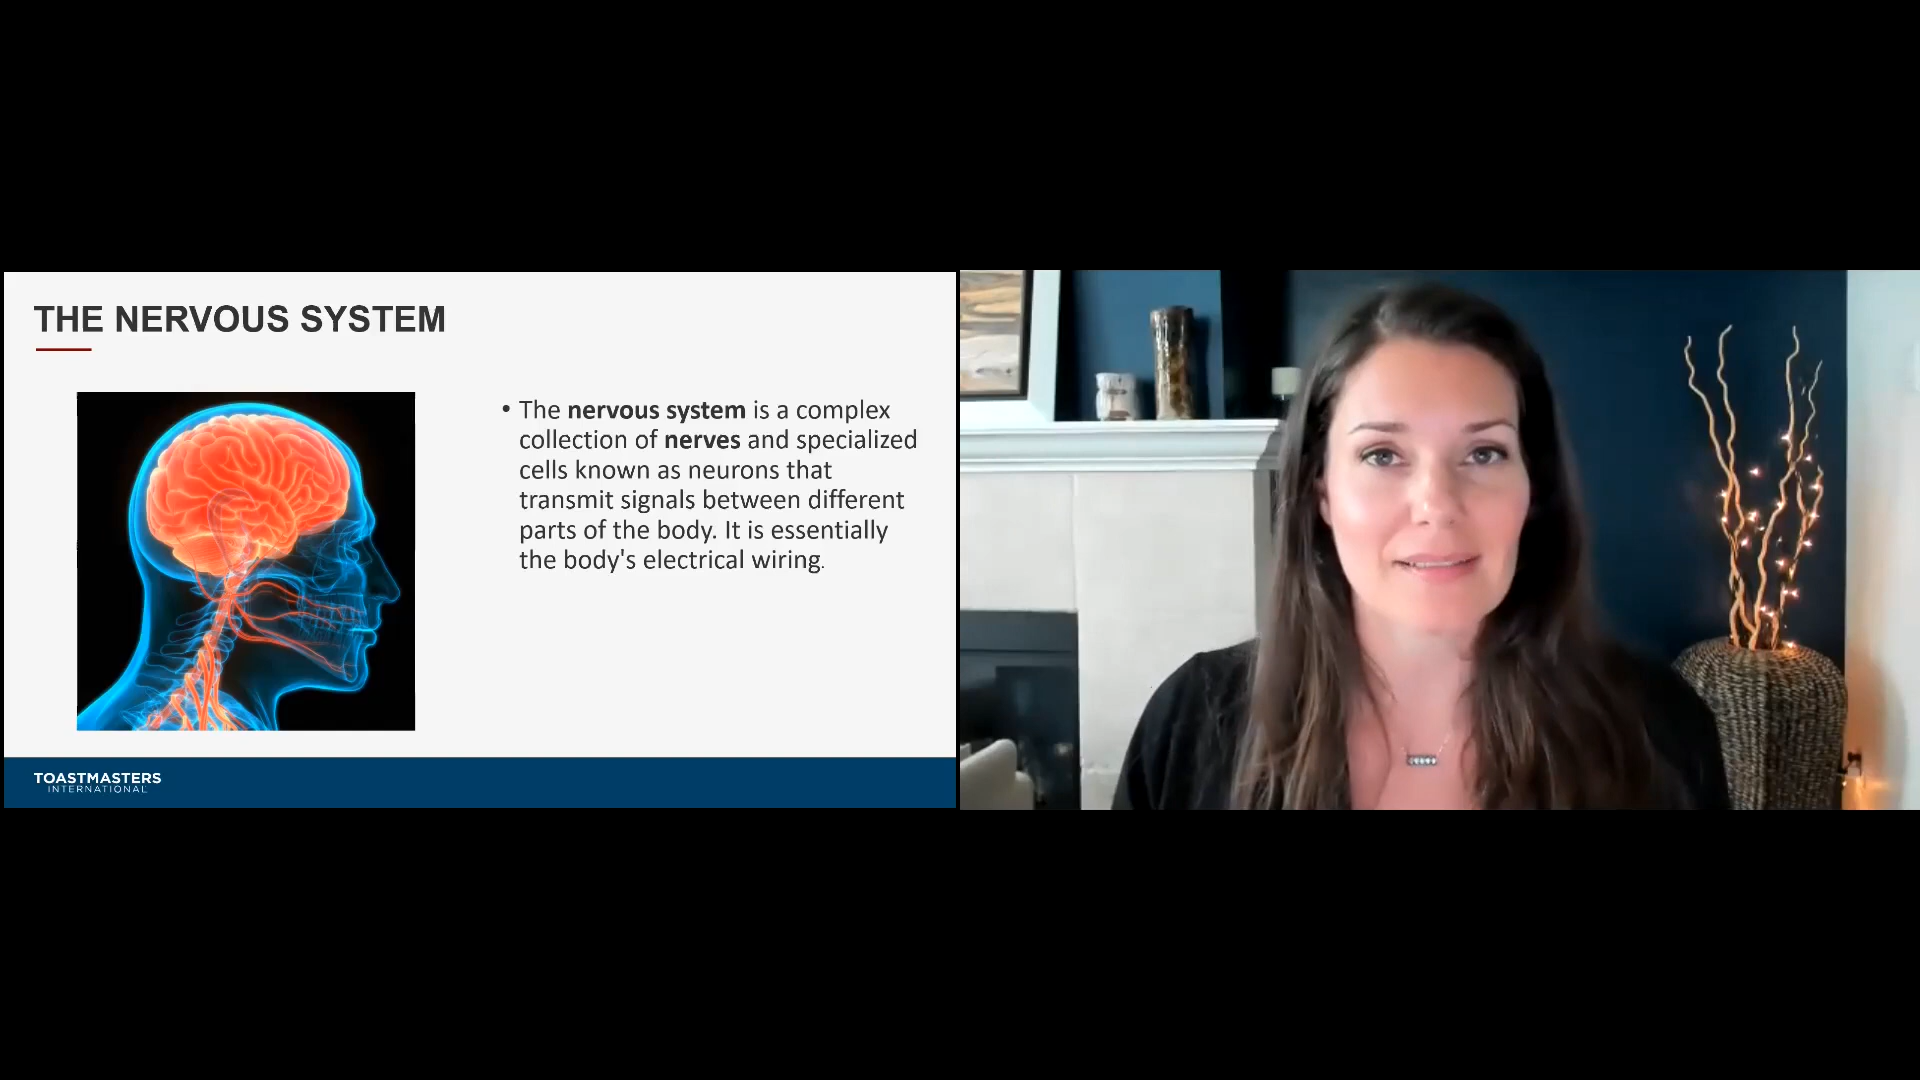 THE NERVOUS SYSTEM
• The nervous system is a complex
collection of nerves and specialized
cells known as neurons that
transmit signals between different
parts of the body. It is essentially
the body's electrical wiring.
TOASTMASTERS
INTERNATIONAL